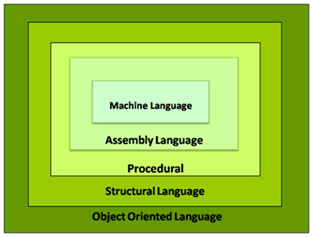 Machine Language
Assembly Language
Procedural
Structural Language
Object Oriented Language